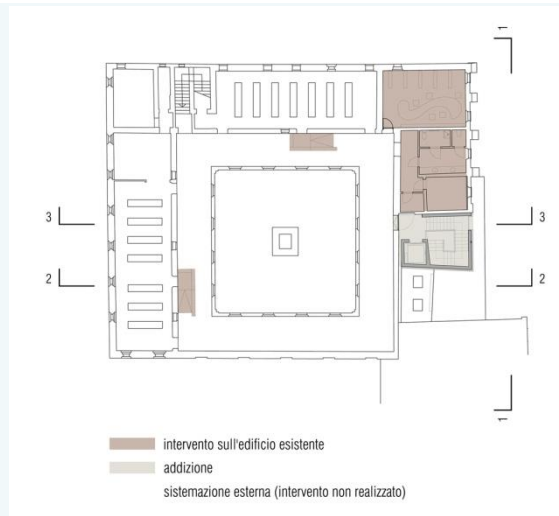 1
3
3
2
2
1
intervento sull'edificio esistente
addizione
sistemazione esterna (intervento non realizzato)